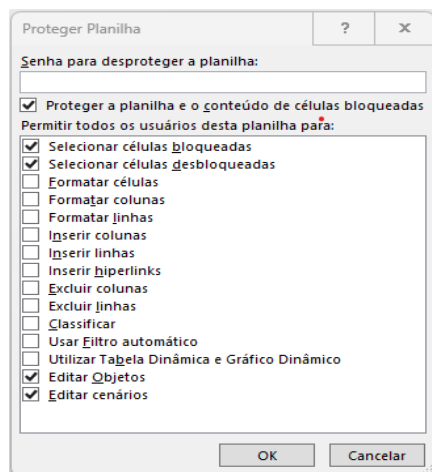 Proteger Planilha ? ×
Senha para desproteger a planilha:
Proteger a planilha e o conteúdo de células bloqueadas
Permitir todos os usuários desta planilha para:
Selecionar células bloqueadas
Selecionar células desbloqueadas
Formatar células
Formatar colunas
Formatar linhas
Inserir colunas
Inserir linhas
Inserir hiperlinks
Excluir colunas
Excluir linhas
Classificar
Usar Filtro automático
Utilizar Tabela Dinâmica e Gráfico Dinâmico
Editar Objetos
Editar cenários
OK Cancelar